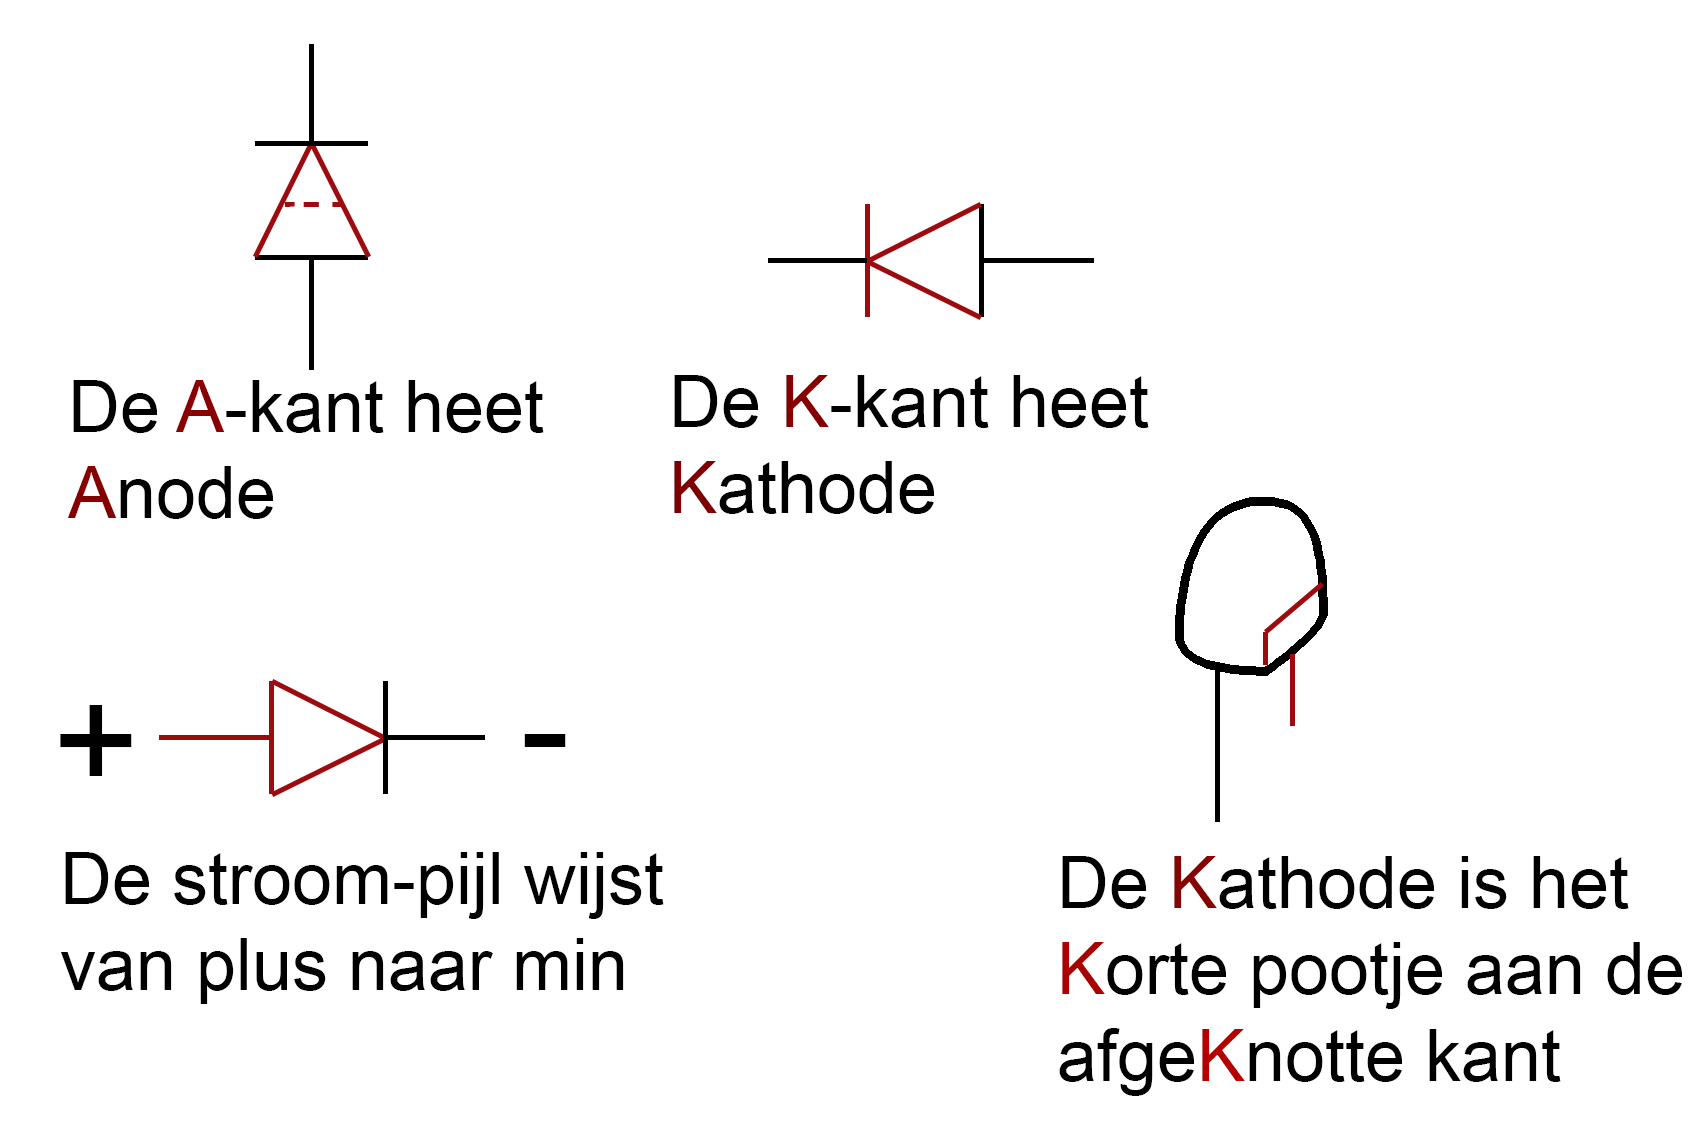 De A-kant heet
Anode
De K-kant heet
Kathode
+ -
De stroom-pijl wijst
van plus naar min
De Kathode is het
Korte pootje aan de
afgeKnotte kant